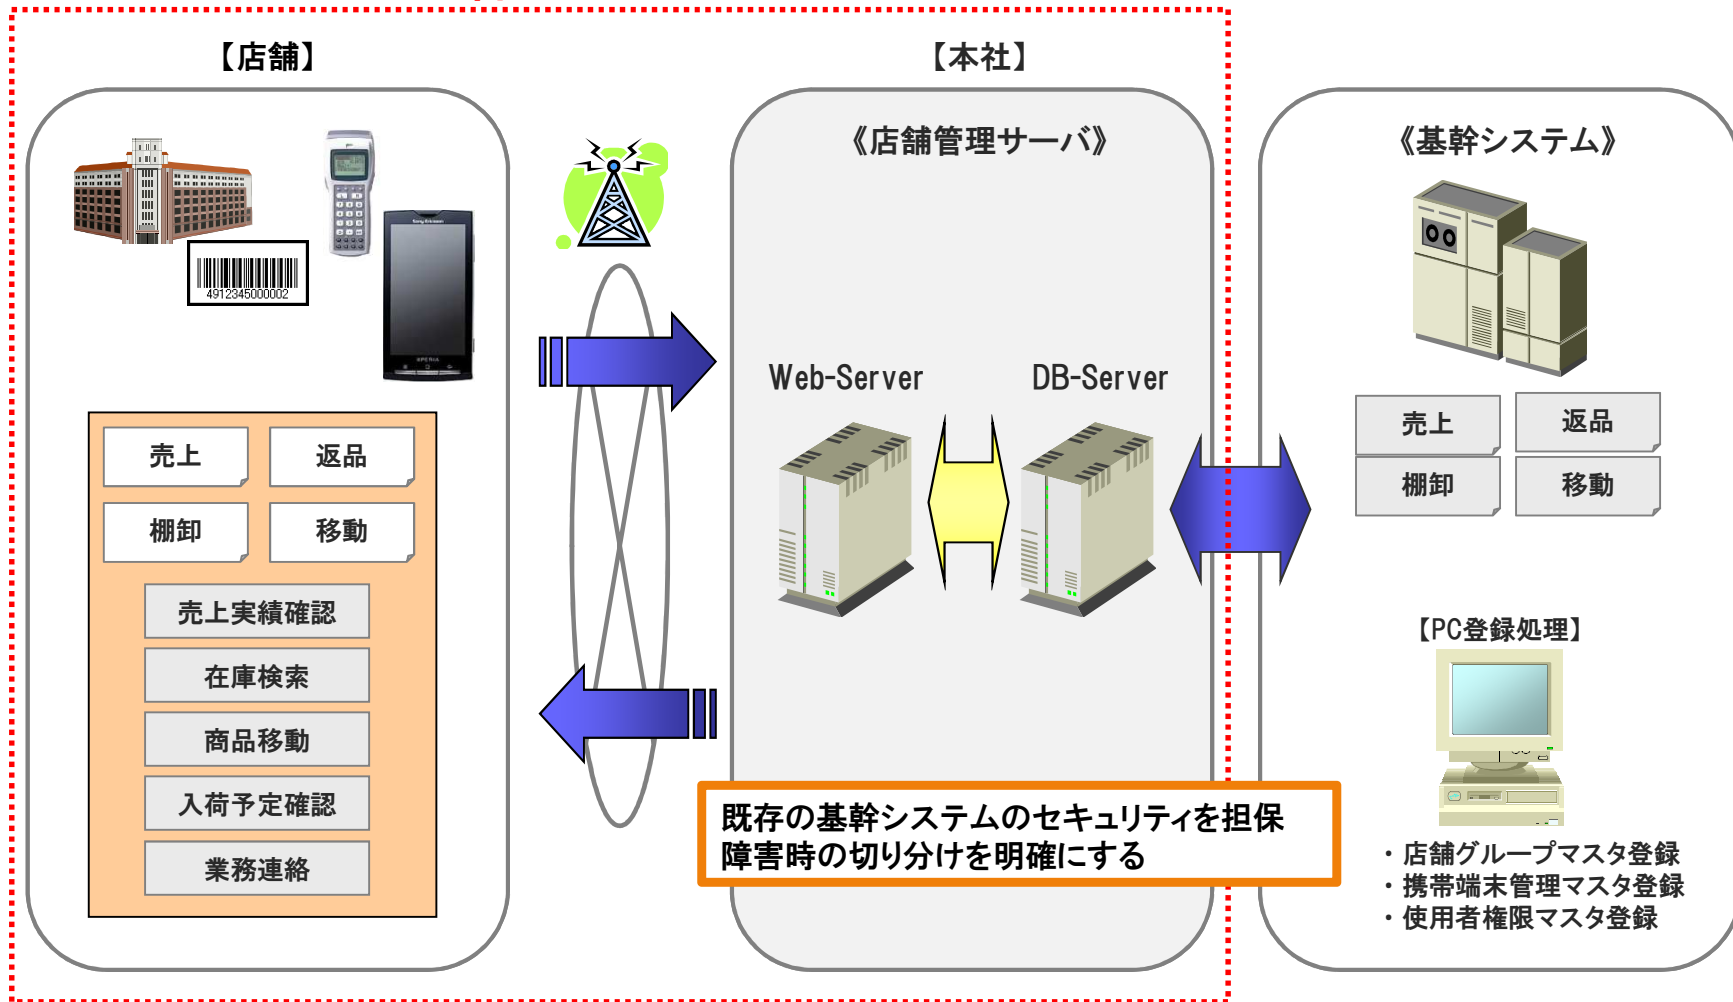 【店舗】
【本社】
《店舗管理サーバ》
《基幹システム》
Sony Ericsson
4912345000002
XPERIA
Web-Server
DB-Server
売上
返品
棚卸
移動
売上
返品
棚卸
移動
売上実績確認
在庫検索
商品移動
入荷予定確認
業務連絡
【PC登録処理】
既存の基幹システムのセキュリティを担保
障害時の切り分けを明確にする
・店舗グループマスタ登録
・携帯端末管理マスタ登録
・使用者権限マスタ登録